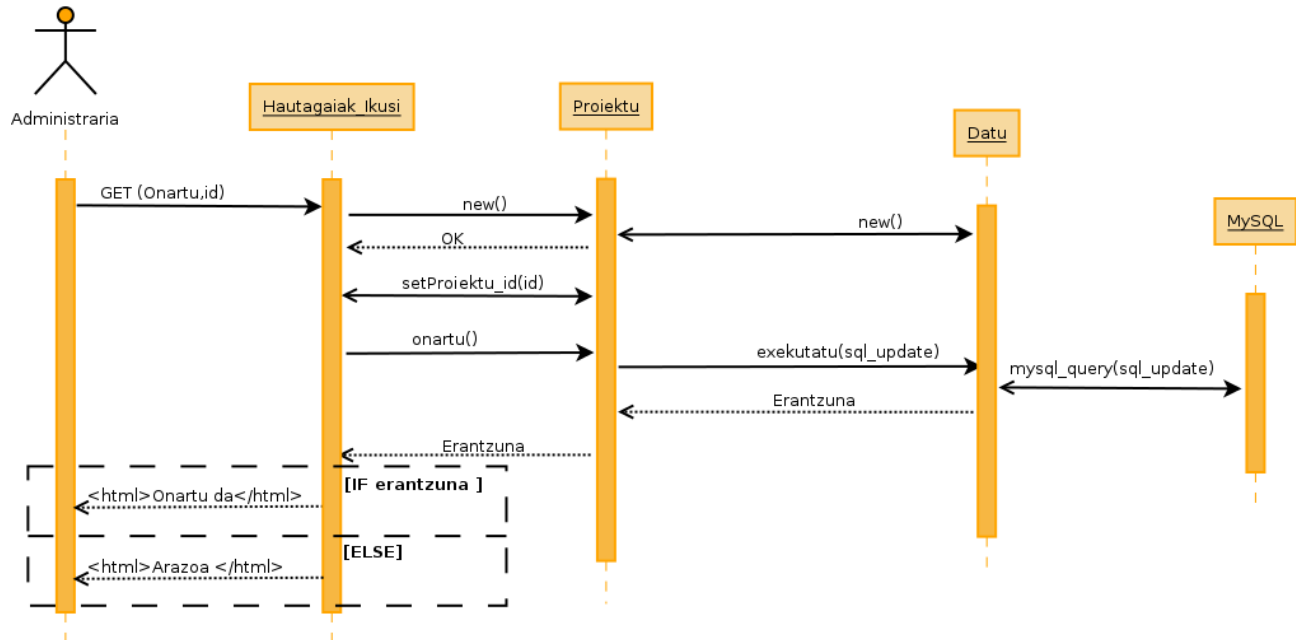 Administraria
Hautagaiak_Ikusi
Proiektu
Datu
MySQL
GET (Onartu,id)
new()
new()
OK
setProiektu_id(id)
onartu()
exekutatu(sql_update)
mysql_query(sql_update)
Erantzuna
Erantzuna
[IF erantzuna ]
<html>Onartu da</html>
[ELSE]
<html>Arazoa </html>